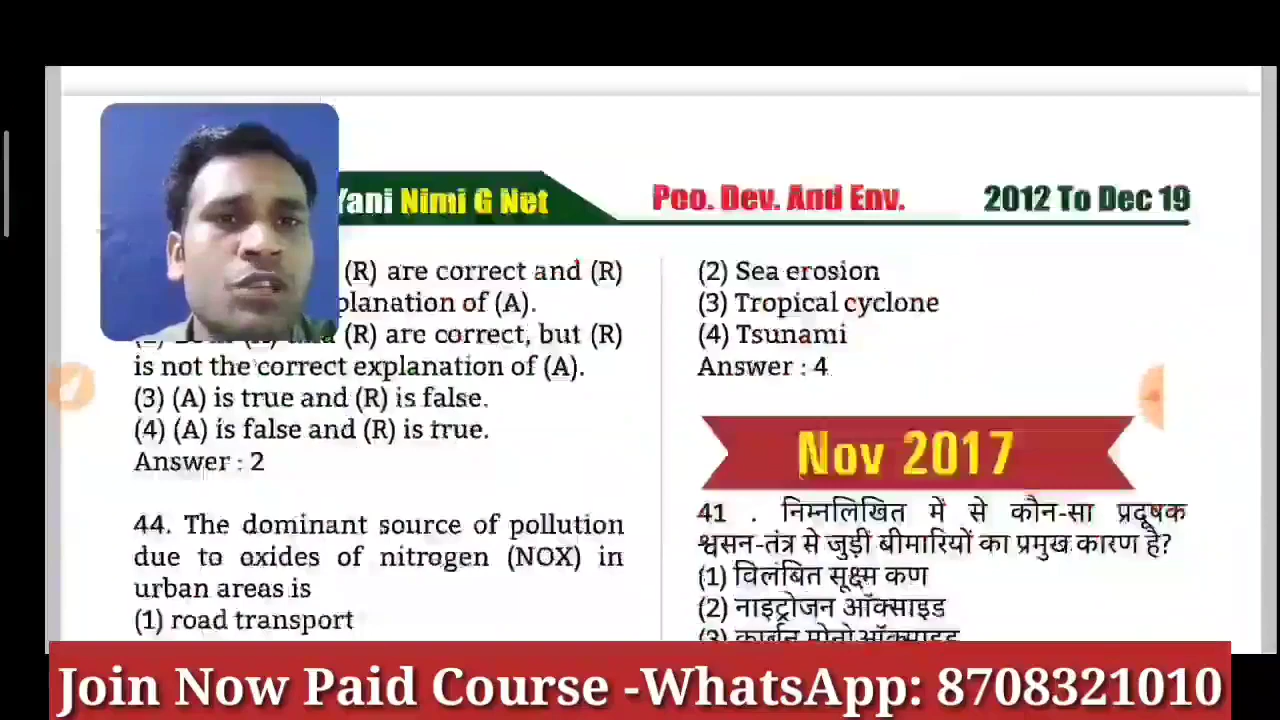 Yani Nimi G Net
Peo. Dev. And Env.
2012 To Dec 19
(R) are correct and (R)
planation of (A).
(R) are correct, but (R)
is not the correct explanation of (A).
(3) (A) is true and (R) is false.
(4) (A) is false and (R) is true.
Answer : 2
44. The dominant source of pollution
due to oxides of nitrogen (NOX) in
urban areas is
(1) road transport
(2) Sea erosion
(3) Tropical cyclone
(4) Tsunami
Answer : 4
Nov 2017
41 . निम्नलिखित में से कौन-सा प्रदूषक
श्वसन-तंत्र से जुड़ी बीमारियों का प्रमुख कारण है?
(1) विलंबित सूक्ष्म कण
(2) नाइट्रोजन ऑक्साइड
(3) कार्बन मोनोऑक्साइड
Join Now Paid Course -WhatsApp: 8708321010